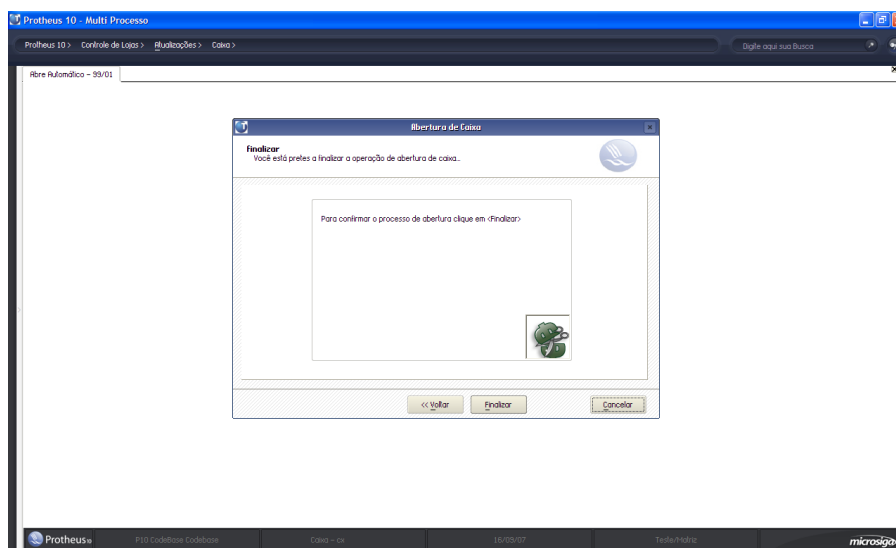 Protheus 10 - Multi Processo
Protheus 10 > Controle de Lojas > Atualizações > Caixa >
Digite aqui sua Busca
Abre Automático - 99/01
Abertura de Caixa
Finalizar
Você está pretes a finalizar a operação de abertura de caixa..
Para confirmar o processo de abertura clique em <Finalizar>
<< Voltar
Finalizar
Cancelar
Protheus 10
P10 CodeBase Codebase
Caixa - cx
16/09/07
Teste/Matriz
microsiga